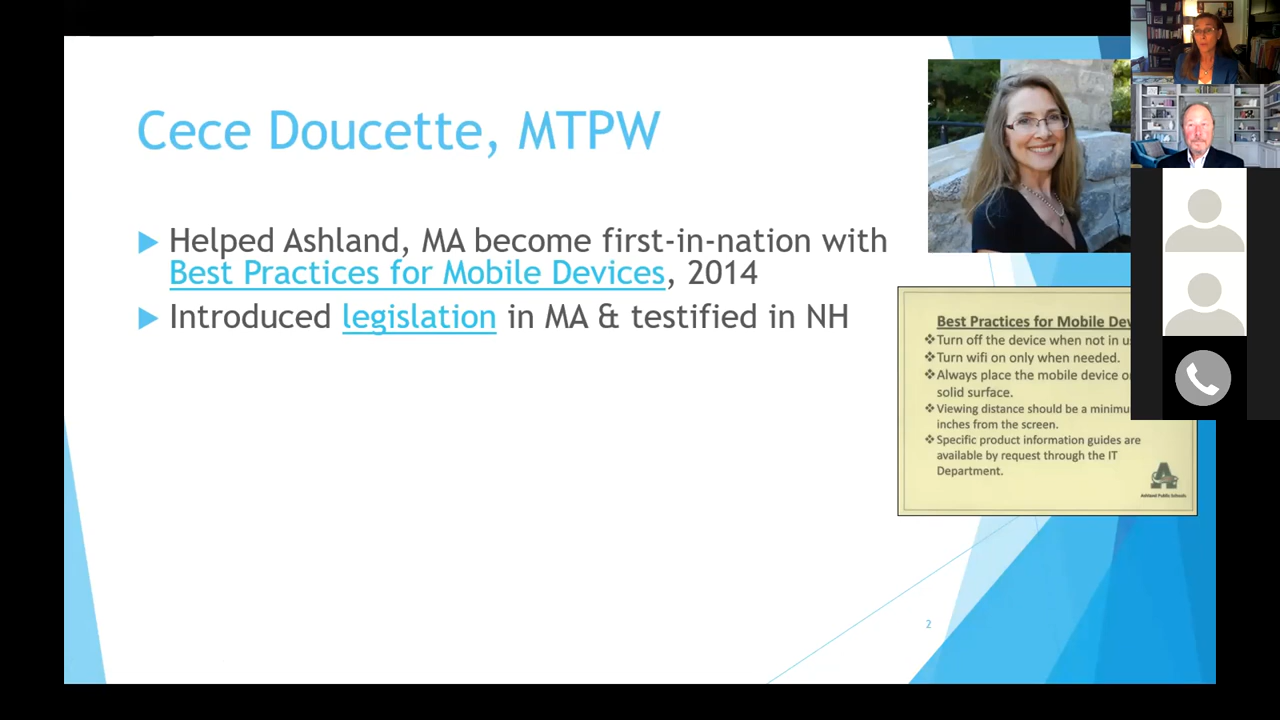 Cece Doucette, MTPW
Helped Ashland, MA become first-in-nation with
Best Practices for Mobile Devices, 2014
Introduced legislation in MA & testified in NH
Best Practices for Mobile Dev
Turn off the device when not in u
Turn wifi on only when needed.
Always place the mobile device o
solid surface.
Viewing distance should be a minimu
inches from the screen.
Specific product information guides are
available by request through the IT
Department.
A
Ashland Public Schools
2